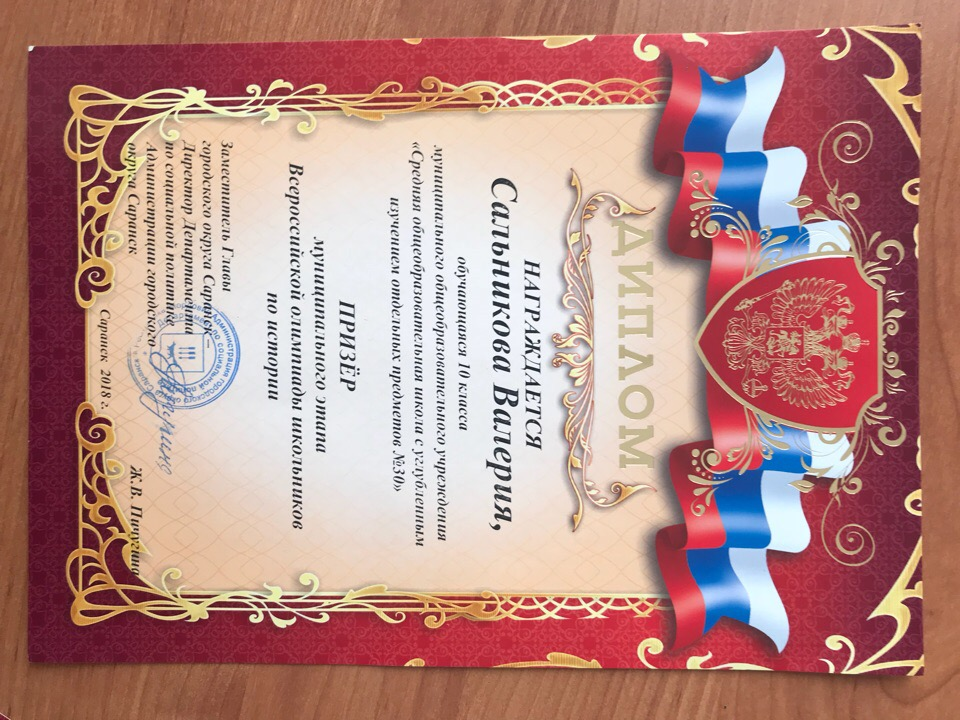 ДИПЛОМ
НАГРАЖДАЕТСЯ
Сальникова Валерия,
обучающаяся 10 класса
муниципального общеобразовательного учреждения
«Средняя общеобразовательная школа с углубленным
изучением отдельных предметов №30»
ПРИЗЁР
муниципального этапа
Всероссийской олимпиады школьников
по истории
Заместитель Главы
городского округа Саранск–
Директор Департамента
по социальной политике
Администрации городского
округа Саранск
Ж.В. Пичугина
Саранск 2018 г.